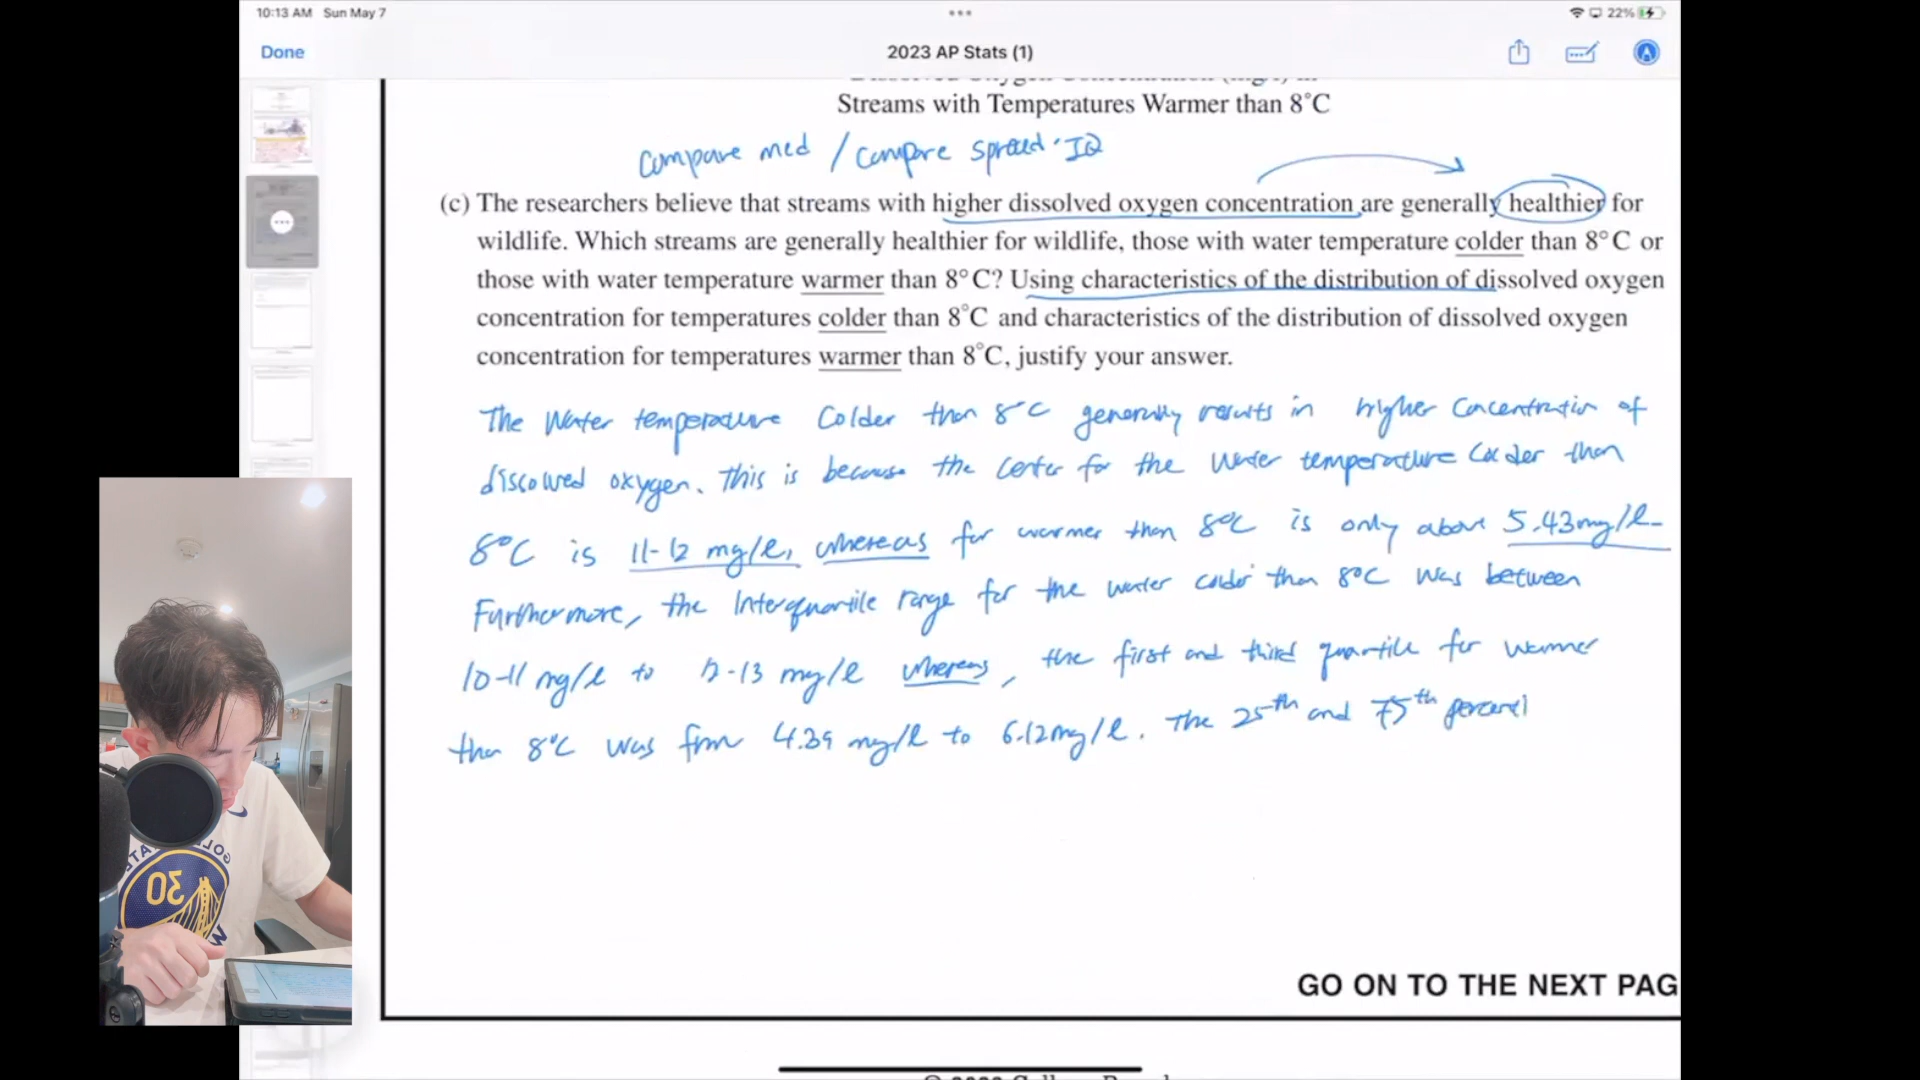 10:13 AM Sun May 7
22%
Done
2023 AP Stats (1)
Streams with Temperatures Warmer than 8°C
Compare med / compare spread · IQ
(c) The researchers believe that streams with higher dissolved oxygen concentration are generally healthier for
wildlife. Which streams are generally healthier for wildlife, those with water temperature colder than 8°C or
those with water temperature warmer than 8°C? Using characteristics of the distribution of dissolved oxygen
concentration for temperatures colder than 8°C and characteristics of the distribution of dissolved oxygen
concentration for temperatures warmer than 8°C, justify your answer.
The Water temperature Colder than 8°C generally results in higher Concentration of
dissolved oxygen. This is because the center for the water temperature Colder than
8°C is 11-12 mg/l, whereas for warmer than 8°C is only about 5.43mg/l
Furthermore, the Interquartile range for the water colder than 8°C was between
10-11 mg/l to 12-13 mg/l whereas, the first and third quartile for warmer
than 8°C was from 4.39 mg/l to 6.12mg/l. The 25th and 75th percentil
30
GO ON TO THE NEXT PAG